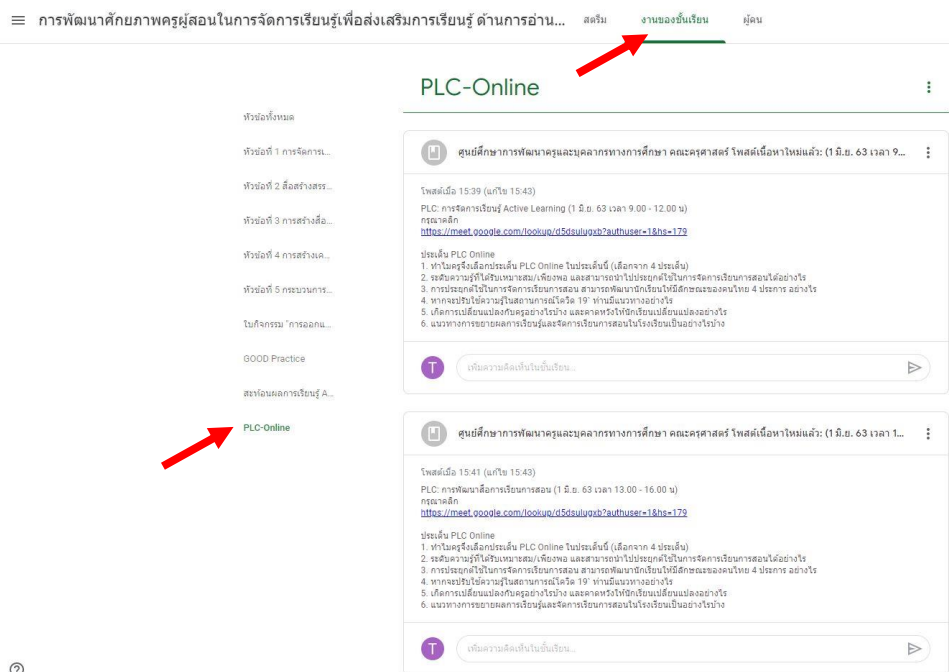 การพัฒนาศักยภาพครูผู้สอนในการจัดการเรียนรู้เพื่อส่งเสริมการเรียนรู้ ด้านการอ่าน...
สตรีม
งานของชั้นเรียน
ผู้คน
หัวข้อทั้งหมด
หัวข้อที่ 1 การจัดการเ...
หัวข้อที่ 2 สื่อสร้างสรร...
หัวข้อที่ 3 การสร้างสื่อ...
หัวข้อที่ 4 การสร้างเค...
หัวข้อที่ 5 กระบวนการ...
ใบกิจกรรม "การออกแ...
GOOD Practice
สะท้อนผลการเรียนรู้ A...
PLC-Online
PLC-Online
ศูนย์ศึกษาการพัฒนาครูและบุคลากรทางการศึกษา คณะครุศาสตร์ โพสต์เนื้อหาใหม่แล้ว: (1 มิ.ย. 63 เวลา 9...
โพสต์เมื่อ 15:39 (แก้ไข 15:43)
PLC: การจัดการเรียนรู้ Active Learning (1 มิ.ย. 63 เวลา 9.00 - 12.00 น)
กรุณาคลิก
https://meet.google.com/lookup/d5dsulugxb?authuser=1&hs=179
ประเด็น PLC Online
1. ทำไมครูจึงเลือกประเด็น PLC Online ในประเด็นนี้ (เลือกจาก 4 ประเด็น)
2. ระดับความรู้ที่ได้รับเหมาะสม/เพียงพอ และสามารถนำไปประยุกต์ใช้ในการจัดการเรียนการสอนได้อย่างไร
3. การประยุกต์ใช้ในการจัดการเรียนการสอน สามารถพัฒนานักเรียนให้มีลักษณะของคนไทย 4 ประการ อย่างไร
4. หากจะปรับใช้ความรู้ในสถานการณ์โควิด 19' ท่านมีแนวทางอย่างไร
5. เกิดการเปลี่ยนแปลงกับครูอย่างไรบ้าง และคาดหวังให้นักเรียนเปลี่ยนแปลงอย่างไร
6. แนวทางการขยายผลการเรียนรู้และจัดการเรียนการสอนในโรงเรียนเป็นอย่างไรบ้าง
T
เพิ่มความคิดเห็นในชั้นเรียน...
ศูนย์ศึกษาการพัฒนาครูและบุคลากรทางการศึกษา คณะครุศาสตร์ โพสต์เนื้อหาใหม่แล้ว: (1 มิ.ย. 63 เวลา 1...
โพสต์เมื่อ 15:41 (แก้ไข 15:43)
PLC: การพัฒนาสื่อการเรียนการสอน (1 มิ.ย. 63 เวลา 13.00 - 16.00 น)
กรุณาคลิก
https://meet.google.com/lookup/d5dsulugxb?authuser=1&hs=179
ประเด็น PLC Online
1. ทำไมครูจึงเลือกประเด็น PLC Online ในประเด็นนี้ (เลือกจาก 4 ประเด็น)
2. ระดับความรู้ที่ได้รับเหมาะสม/เพียงพอ และสามารถนำไปประยุกต์ใช้ในการจัดการเรียนการสอนได้อย่างไร
3. การประยุกต์ใช้ในการจัดการเรียนการสอน สามารถพัฒนานักเรียนให้มีลักษณะของคนไทย 4 ประการ อย่างไร
4. หากจะปรับใช้ความรู้ในสถานการณ์โควิด 19' ท่านมีแนวทางอย่างไร
5. เกิดการเปลี่ยนแปลงกับครูอย่างไรบ้าง และคาดหวังให้นักเรียนเปลี่ยนแปลงอย่างไร
6. แนวทางการขยายผลการเรียนรู้และจัดการเรียนการสอนในโรงเรียนเป็นอย่างไรบ้าง
T
เพิ่มความคิดเห็นในชั้นเรียน...